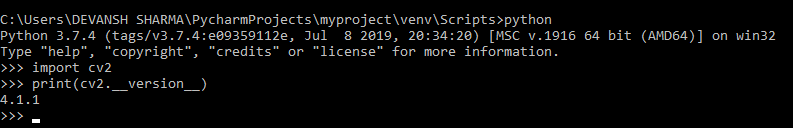 C:\Users\DEVANSH SHARMA\PycharmProjects\myproject\venv\Scripts>python
Python 3.7.4 (tags/v3.7.4:e09359112e, Jul  8 2019, 20:34:20) [MSC v.1916 64 bit (AMD64)] on win32
Type "help", "copyright", "credits" or "license" for more information.
>>> import cv2
>>> print(cv2.__version__)
4.1.1
>>> _